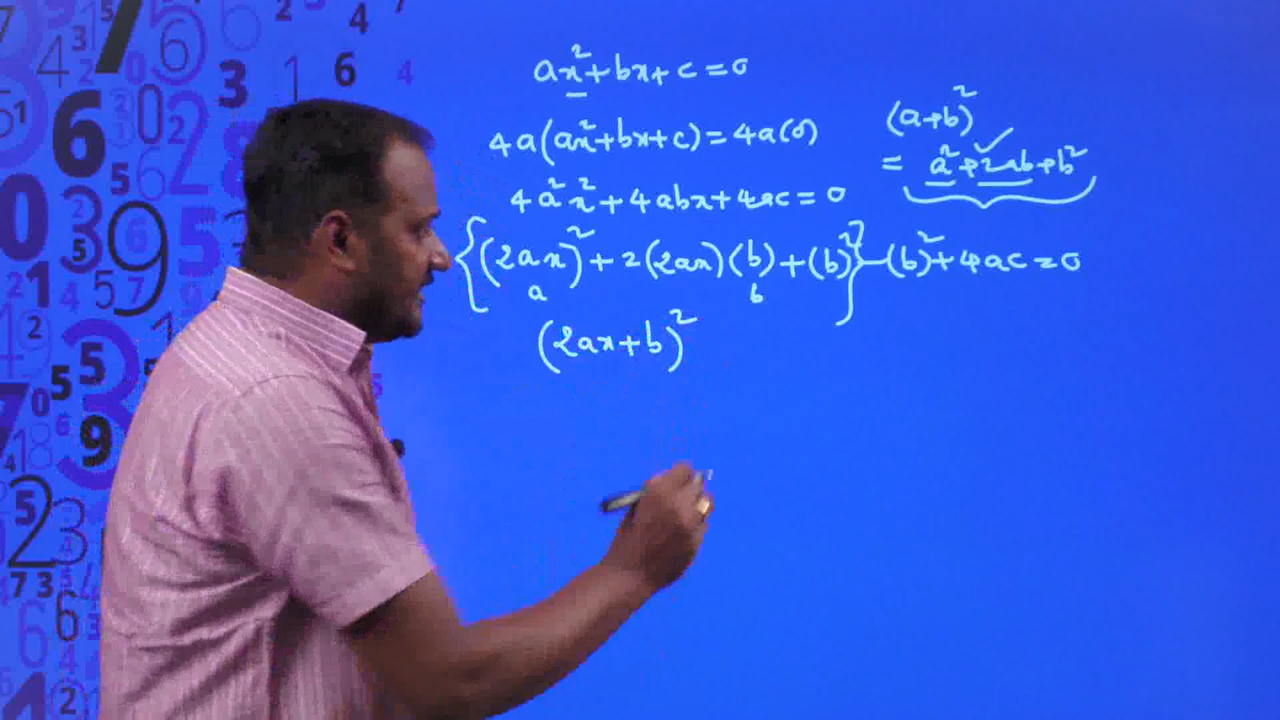 ax²+bx+c=0
4a(ax²+bx+c)=4a(0)
4a²x²+4abx+4ac=0
{(2ax)²+2(2ax)(b)+(b)²}-(b)²+4ac=0
a b
(2ax+b)²
(a+b)²
= a²+2ab+b²